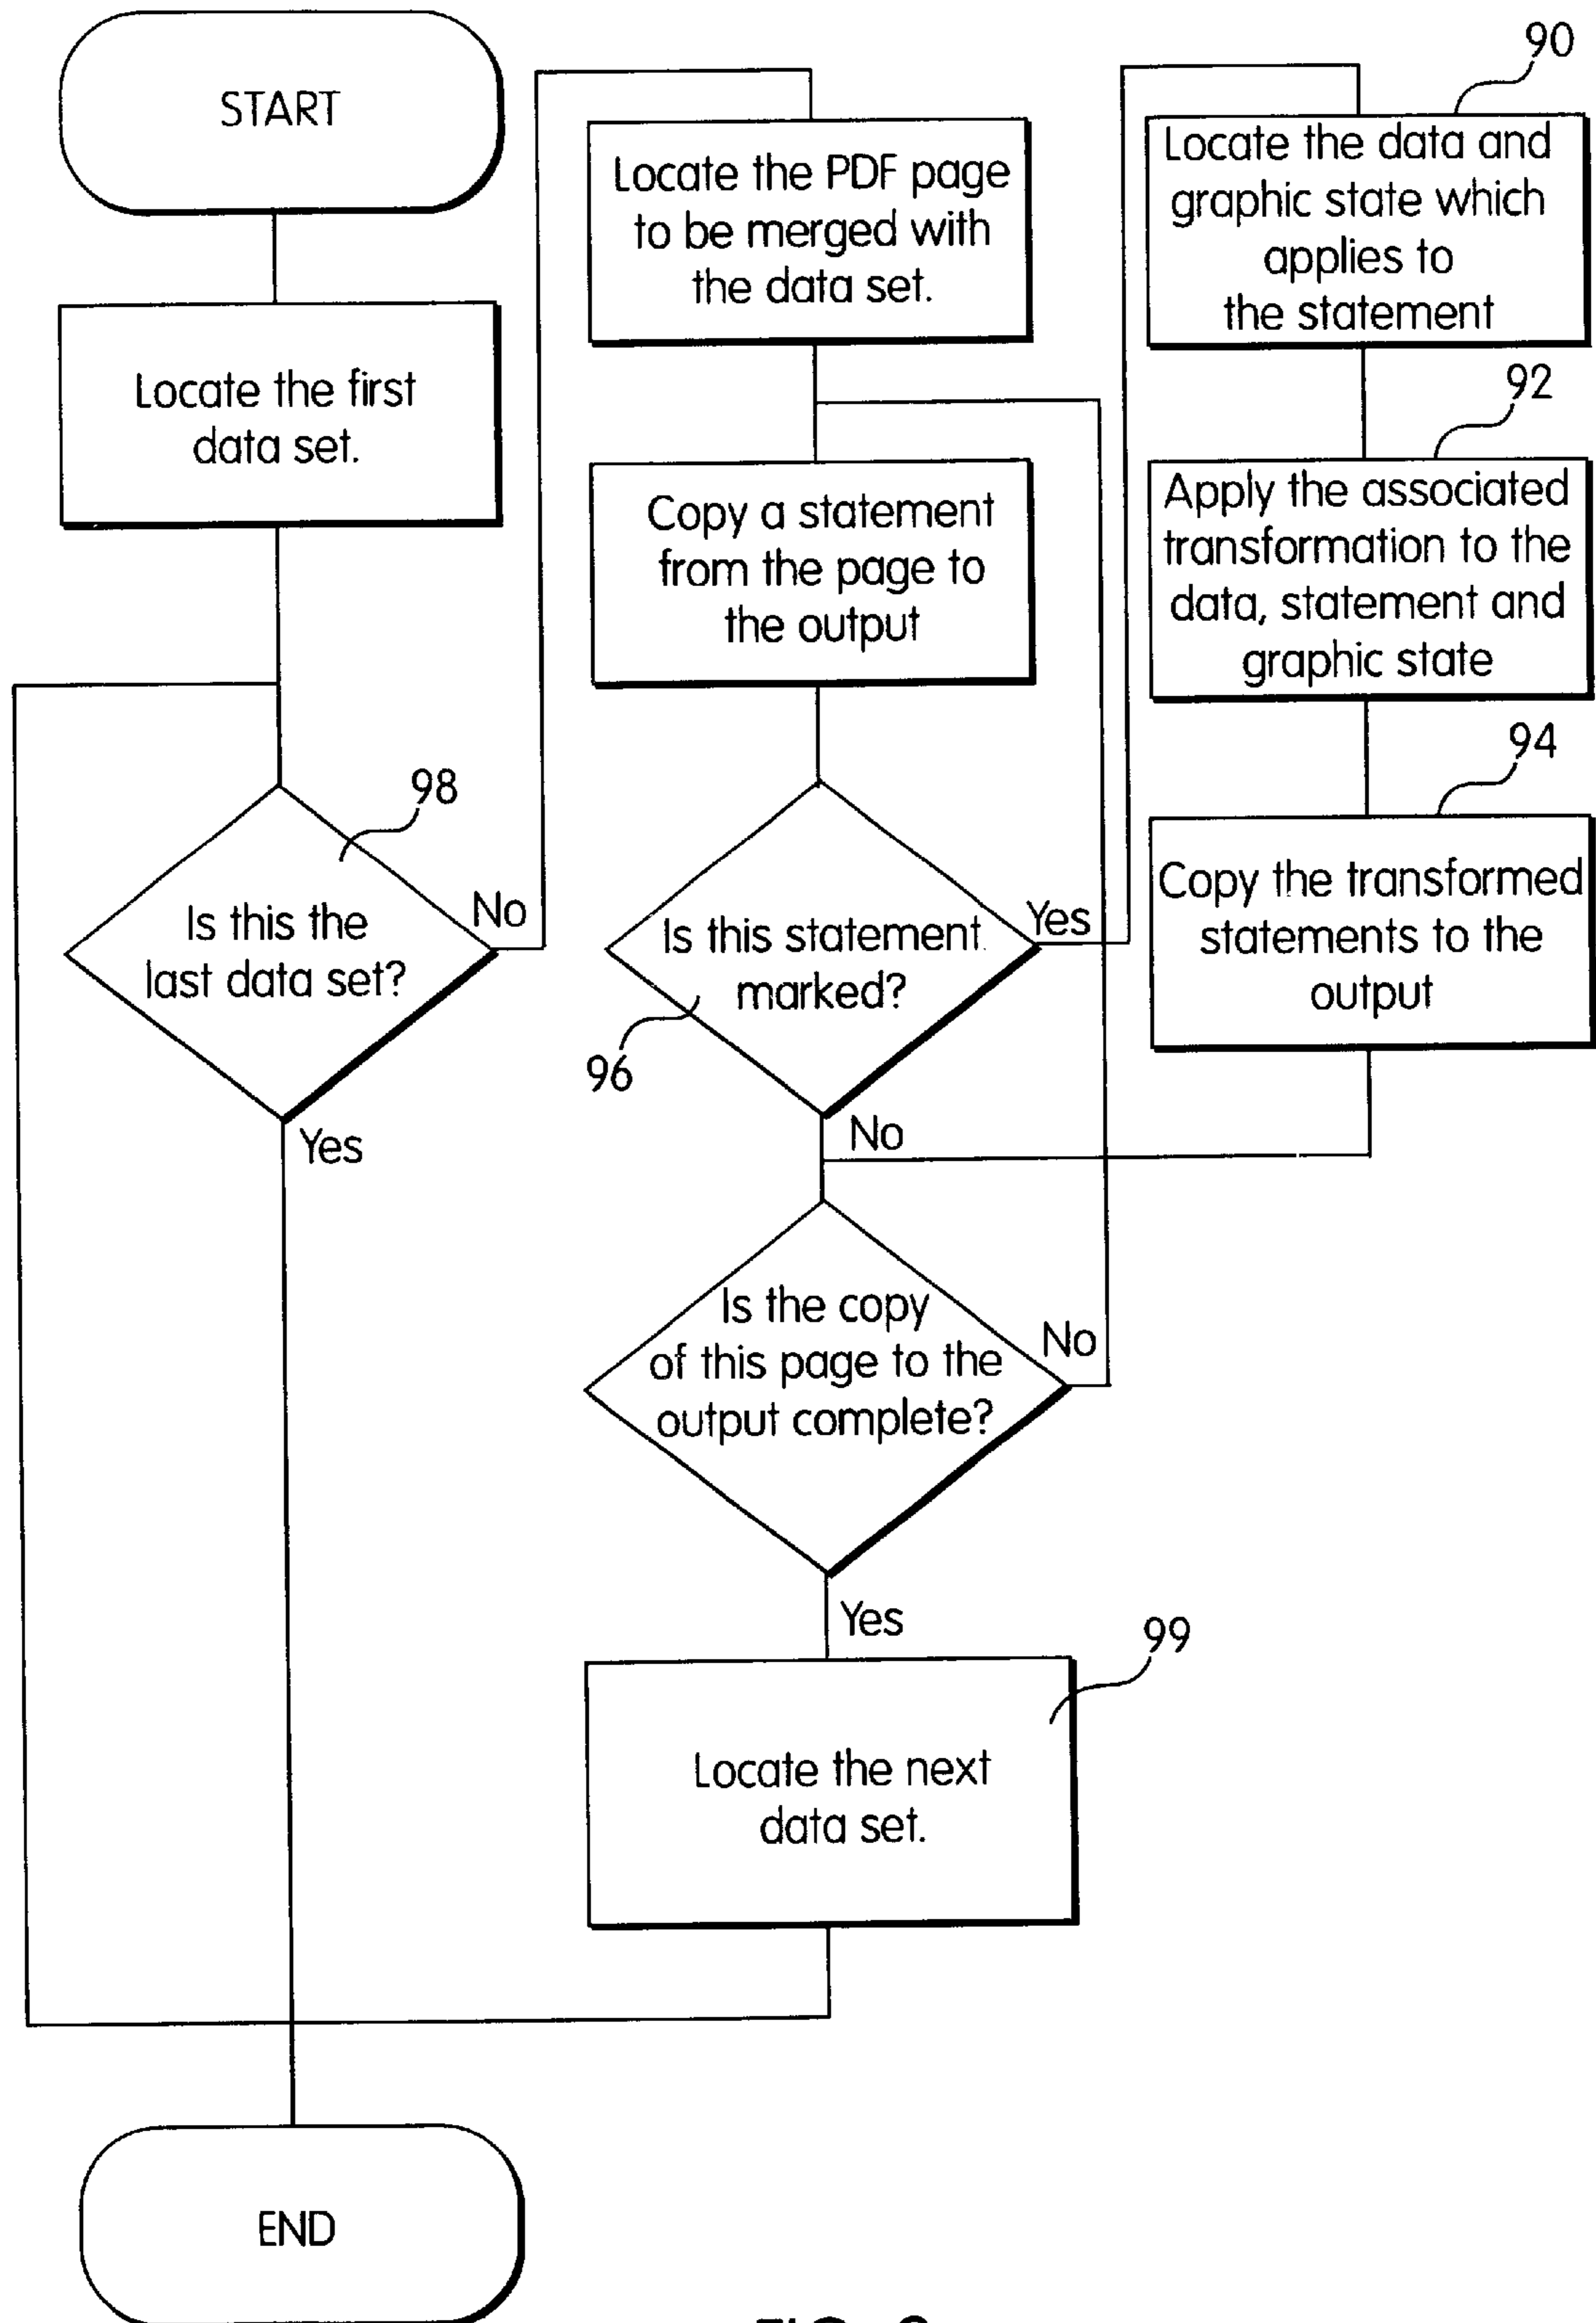 START
Locate the first
data set.
98
Is this the
last data set?
No
Yes
END
Locate the PDF page
to be merged with
the data set.
Copy a statement
from the page to
the output
Is this statement
marked?
96
Yes
No
Is the copy
of this page to the
output complete?
No
Yes
99
Locate the next
data set.
90
Locate the data and
graphic state which
applies to
the statement
92
Apply the associated
transformation to the
data, statement and
graphic state
94
Copy the transformed
statements to the
output